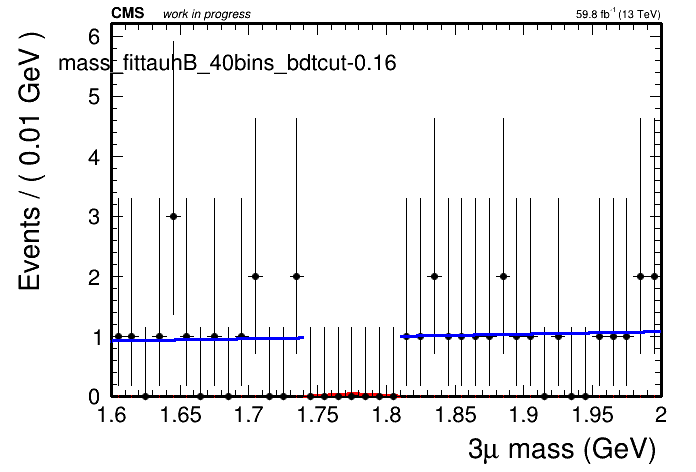 CMS work in progress 59.8 fb-1 (13 TeV)
mass_fittauhB_40bins_bdtcut-0.16
Events / ( 0.01 GeV )
6
5
4
3
2
1
0
1.6 1.65 1.7 1.75 1.8 1.85 1.9 1.95 2
3μ mass (GeV)